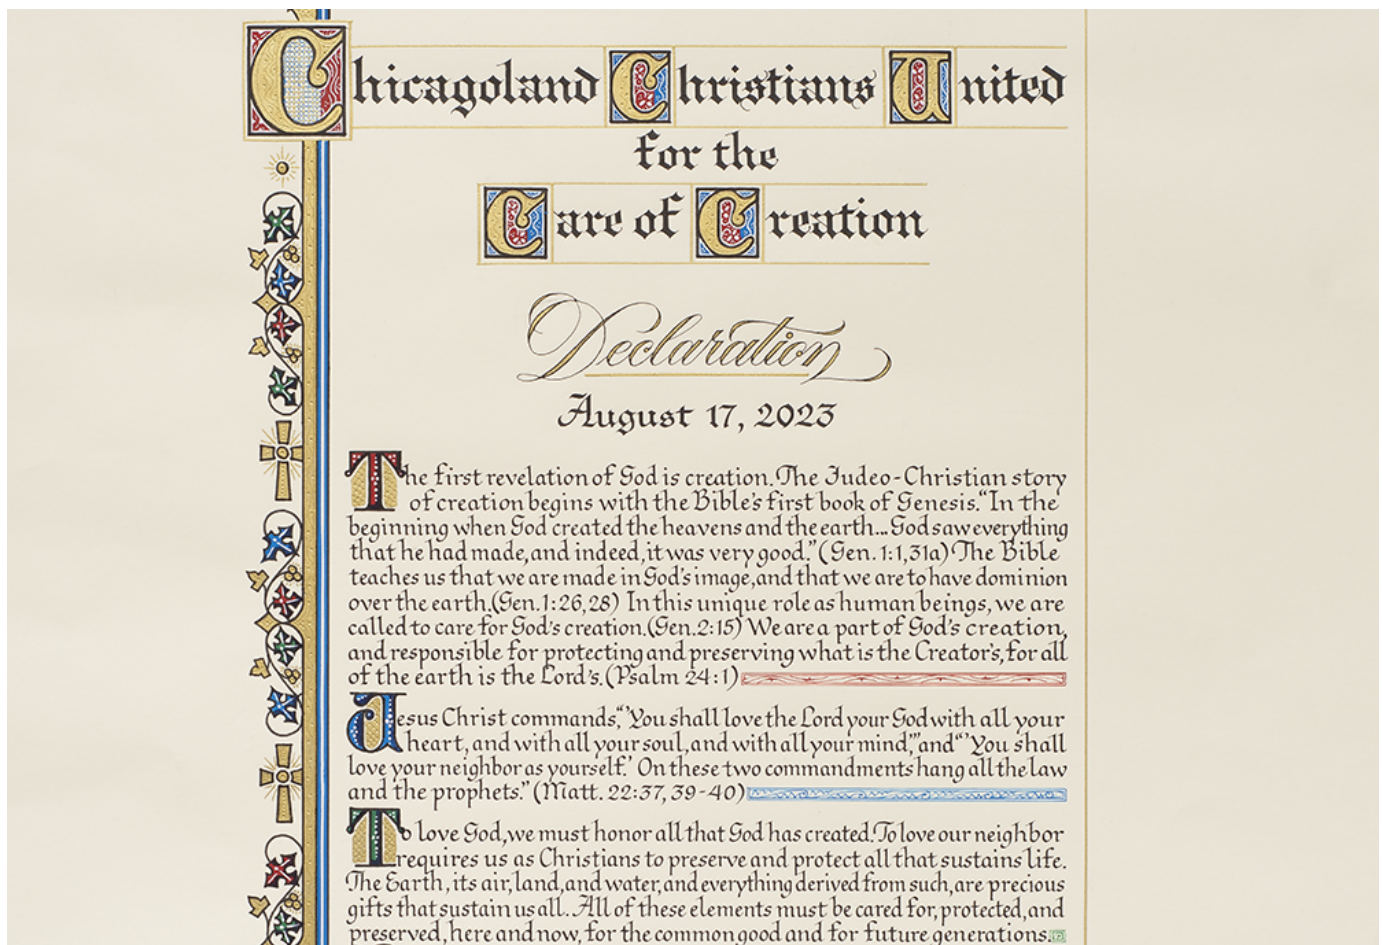 Chicagoland Christians United
for the
Care of Creation
Declaration
August 17, 2023
The first revelation of God is creation. The Judeo-Christian story
of creation begins with the Bible's first book of Genesis. “In the
beginning when God created the heavens and the earth... God saw everything
that he had made, and indeed, it was very good.” (Gen. 1:1,31a) The Bible
teaches us that we are made in God's image, and that we are to have dominion
over the earth. (Gen. 1:26,28) In this unique role as human beings, we are
called to care for God's creation. (Gen. 2:15) We are a part of God's creation,
and responsible for protecting and preserving what is the Creator's, for all
of the earth is the Lord's. (Psalm 24:1)
Jesus Christ commands, “‘You shall love the Lord your God with all your
heart, and with all your soul, and with all your mind,’” and “‘You shall
love your neighbor as yourself.’ On these two commandments hang all the law
and the prophets.” (Matt. 22:37, 39-40)
To love God, we must honor all that God has created. To love our neighbor
requires us as Christians to preserve and protect all that sustains life.
The Earth, its air, land, and water, and everything derived from such, are precious
gifts that sustain us all. All of these elements must be cared for, protected, and
preserved, here and now, for the common good and for future generations.